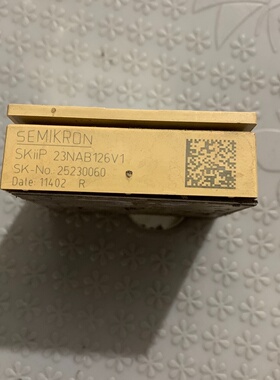 SEMIKRON
SKiiP 23NAB126V1
SK-No. 25230060
Date: 11402 R